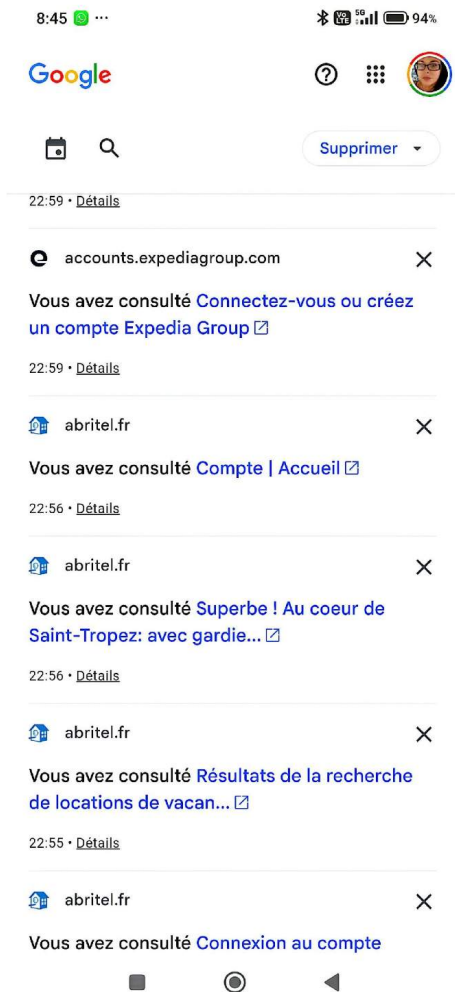 8:45 ...
Vo LTE 5G 94%
Google
Supprimer
22:59 • Détails
accounts.expediagroup.com
Vous avez consulté Connectez-vous ou créez
un compte Expedia Group
22:59 • Détails
abritel.fr
Vous avez consulté Compte | Accueil
22:56 • Détails
abritel.fr
Vous avez consulté Superbe ! Au coeur de
Saint-Tropez: avec gardie...
22:56 • Détails
abritel.fr
Vous avez consulté Résultats de la recherche
de locations de vacan...
22:55 • Détails
abritel.fr
Vous avez consulté Connexion au compte